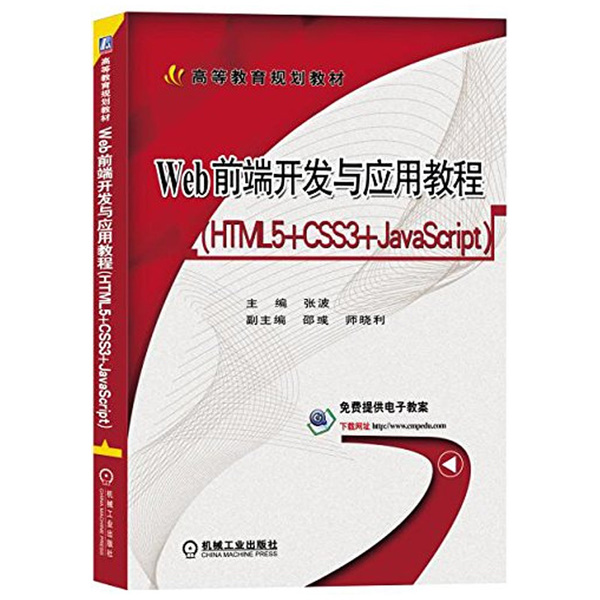 高等教育规划教材
Web前端开发与应用教程
(HTML5+CSS3+JavaScript)
主 编 张波
副主编 邵彧 师晓利
免费提供电子教案
下载网址 http://www.cmpedu.com
机械工业出版社
CHINA MACHINE PRESS
高等教育规划教材
Web前端开发与应用教程(HTML5+CSS3+JavaScript)
机械工业出版社
CHINA MACHINE PRESS